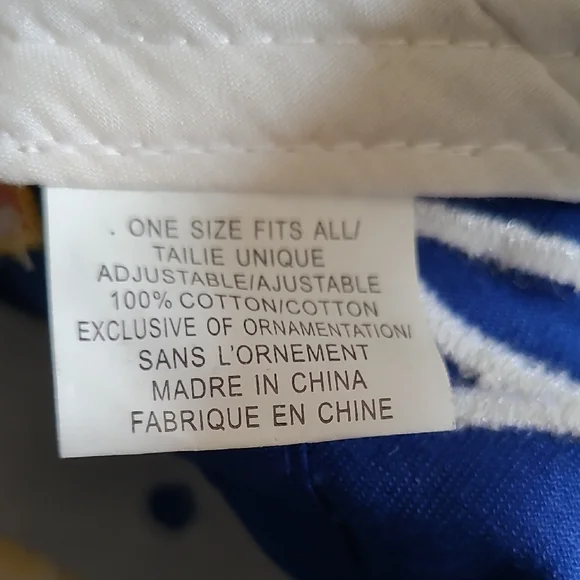 . ONE SIZE FITS ALL/
TAILIE UNIQUE
ADJUSTABLE/AJUSTABLE
100% COTTON/COTTON
EXCLUSIVE OF ORNAMENTATION/
SANS L'ORNEMENT
MADRE IN CHINA
FABRIQUE EN CHINE